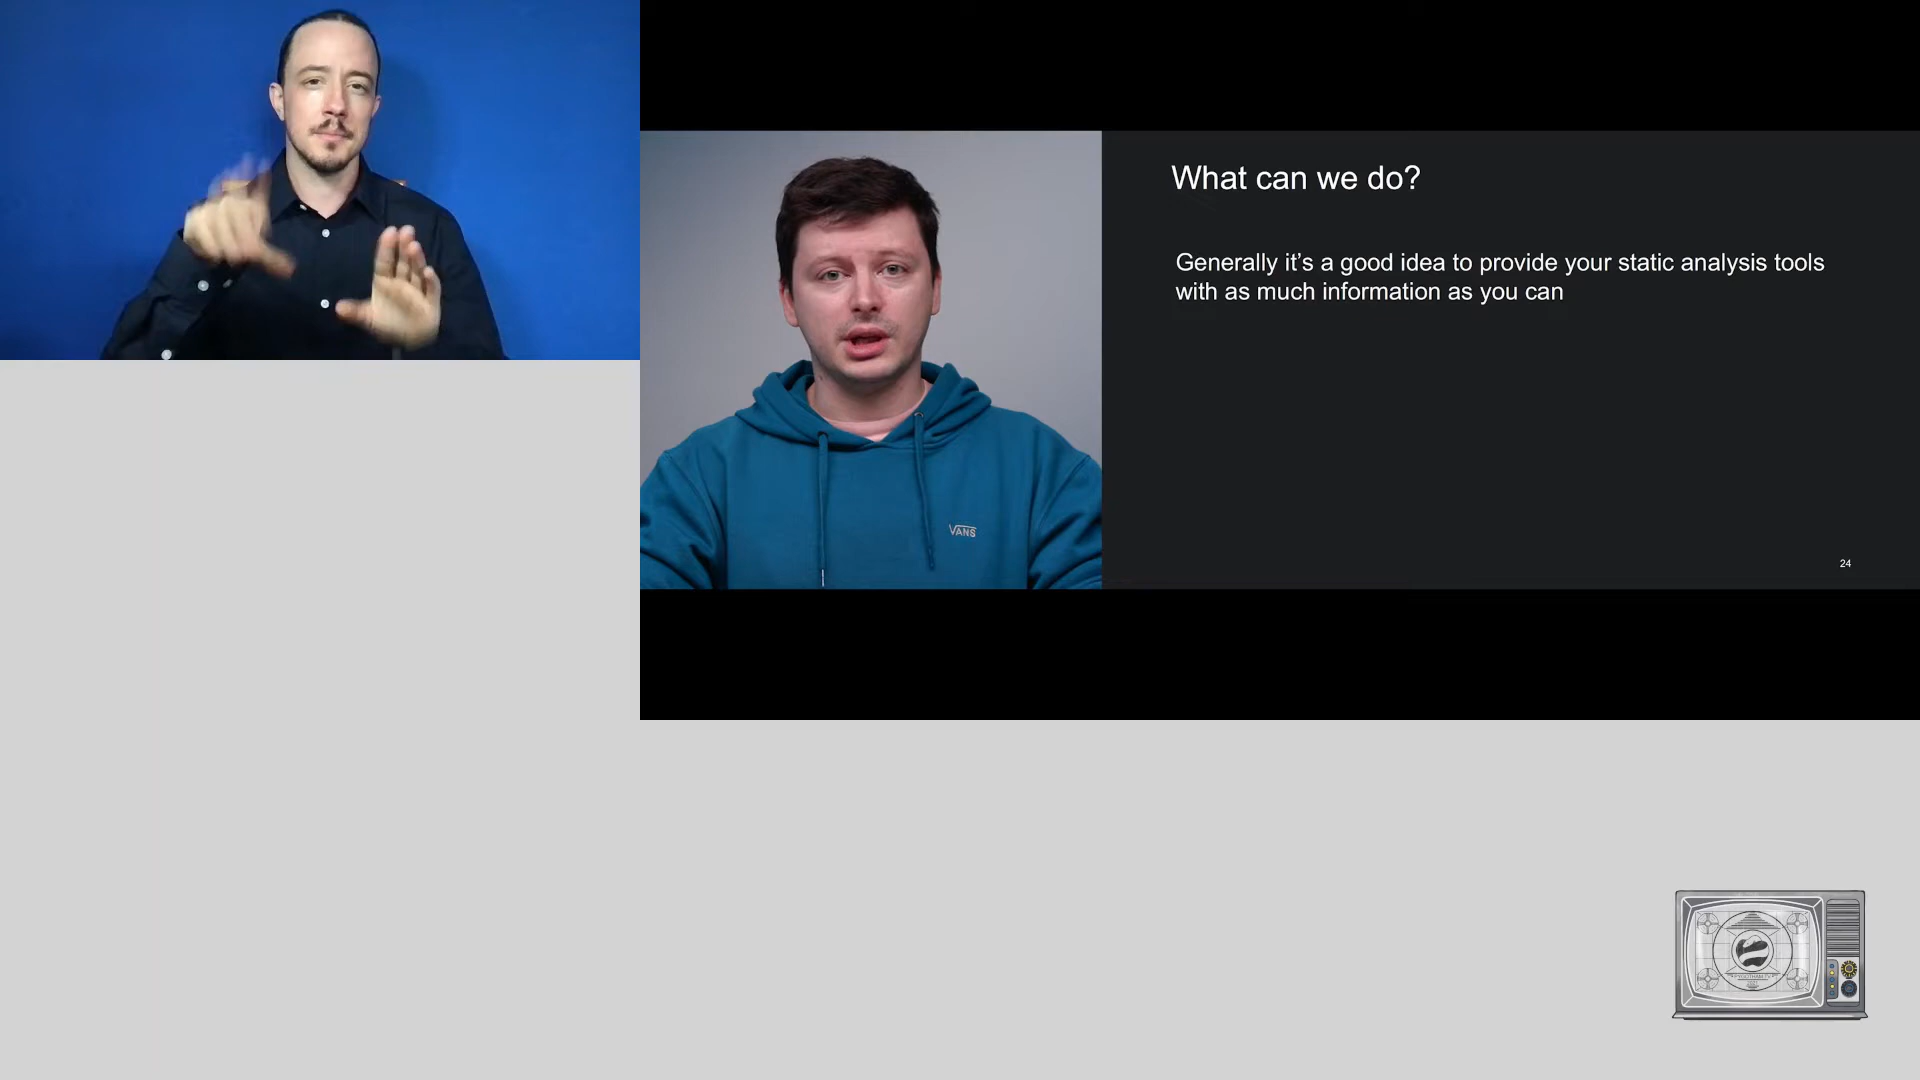 What can we do?
Generally it’s a good idea to provide your static analysis tools
with as much information as you can
VANS
24